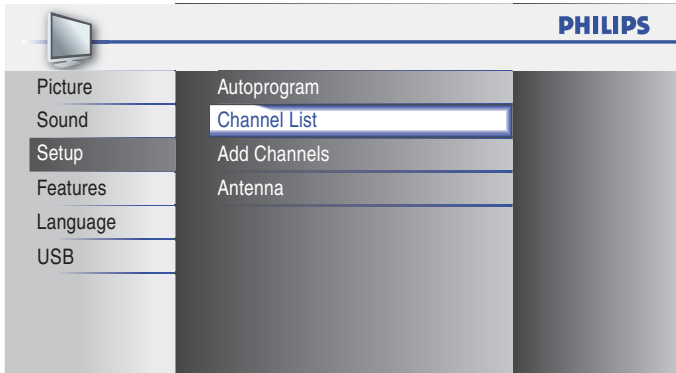 PHILIPS
Picture
Autoprogram
Sound
Channel List
Setup
Add Channels
Features
Antenna
Language
USB